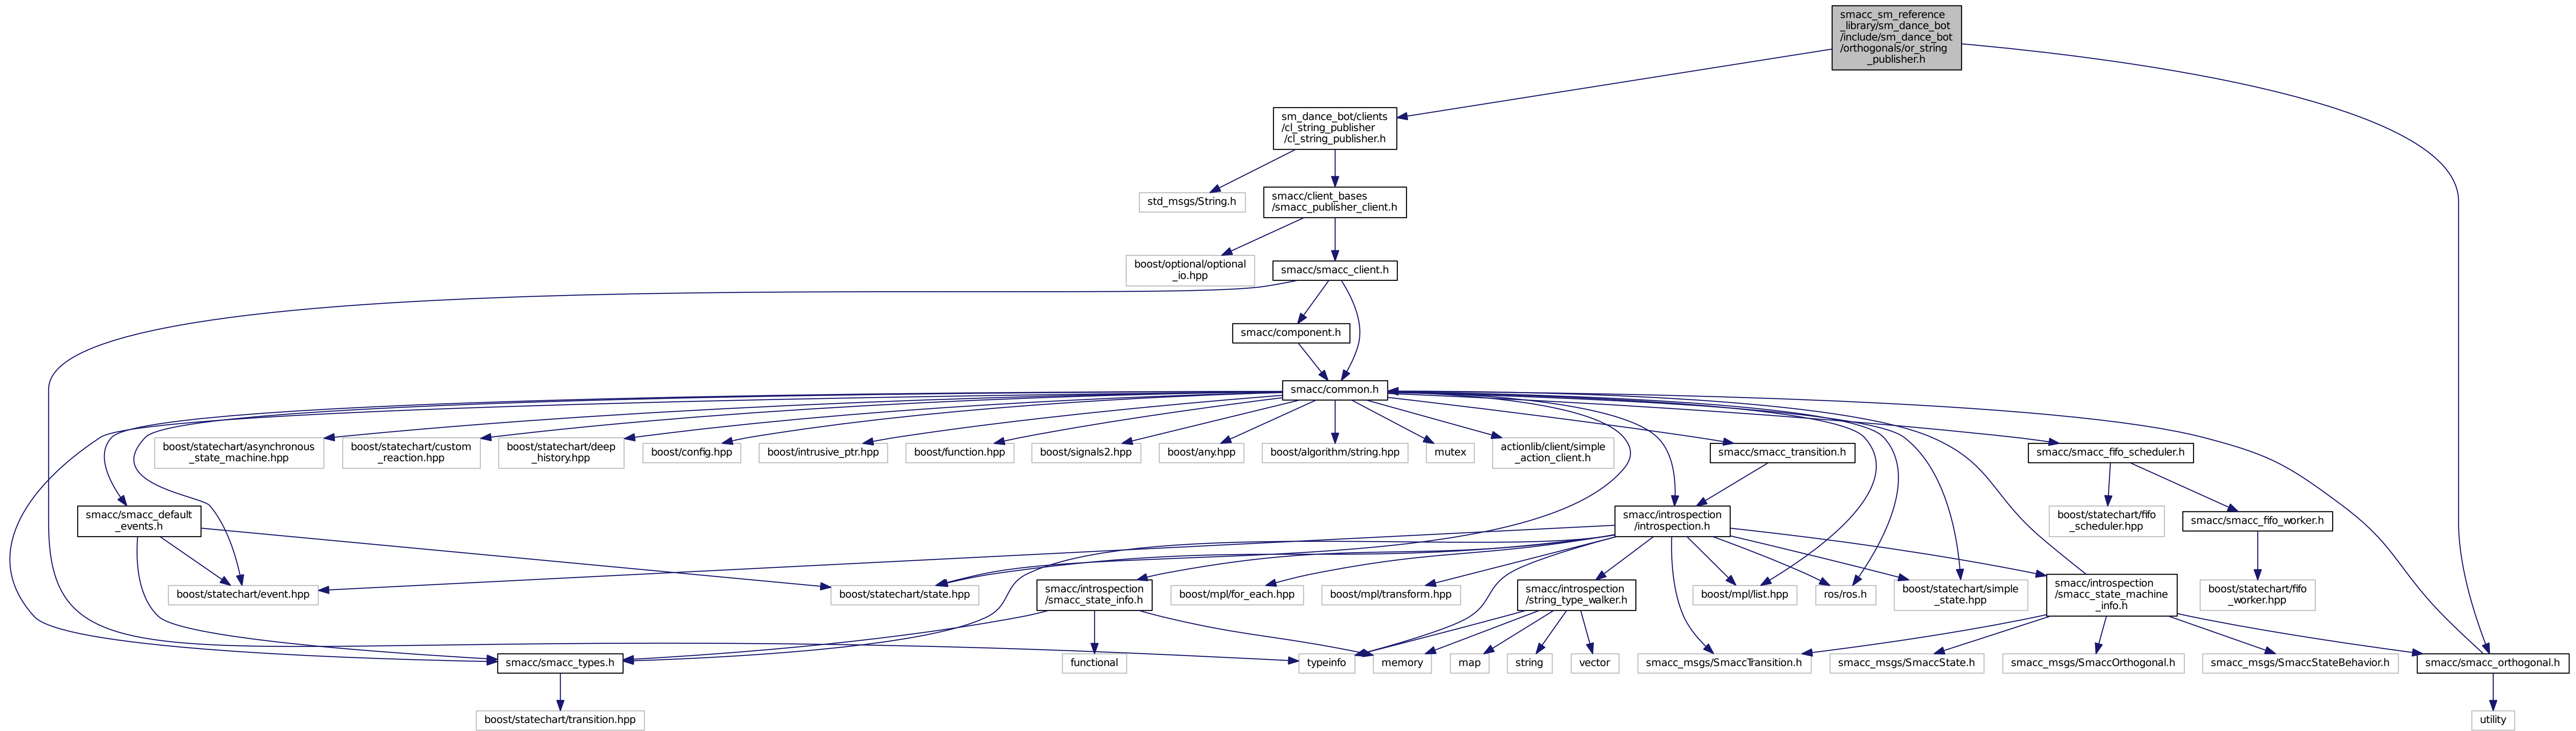 smacc_sm_reference
_library/sm_dance_bot
/include/sm_dance_bot
/orthogonals/or_string
_publisher.h
sm_dance_bot/clients
/cl_string_publisher
/cl_string_publisher.h
std_msgs/String.h
smacc/client_bases
/smacc_publisher_client.h
boost/optional/optional
_io.hpp
smacc/smacc_client.h
smacc/component.h
smacc/common.h
boost/statechart/asynchronous
_state_machine.hpp
boost/statechart/custom
_reaction.hpp
boost/statechart/deep
_history.hpp
boost/config.hpp
boost/intrusive_ptr.hpp
boost/function.hpp
boost/signals2.hpp
boost/any.hpp
boost/algorithm/string.hpp
mutex
actionlib/client/simple
_action_client.h
smacc/smacc_transition.h
smacc/smacc_fifo_scheduler.h
smacc/smacc_default
_events.h
smacc/introspection
/introspection.h
boost/statechart/fifo
_scheduler.hpp
smacc/smacc_fifo_worker.h
boost/statechart/event.hpp
boost/statechart/state.hpp
smacc/introspection
/smacc_state_info.h
boost/mpl/for_each.hpp
boost/mpl/transform.hpp
smacc/introspection
/string_type_walker.h
boost/mpl/list.hpp
ros/ros.h
boost/statechart/simple
_state.hpp
smacc/introspection
/smacc_state_machine
_info.h
boost/statechart/fifo
_worker.hpp
smacc/smacc_types.h
functional
typeinfo
memory
map
string
vector
smacc_msgs/SmaccTransition.h
smacc_msgs/SmaccState.h
smacc_msgs/SmaccOrthogonal.h
smacc_msgs/SmaccStateBehavior.h
smacc/smacc_orthogonal.h
boost/statechart/transition.hpp
utility